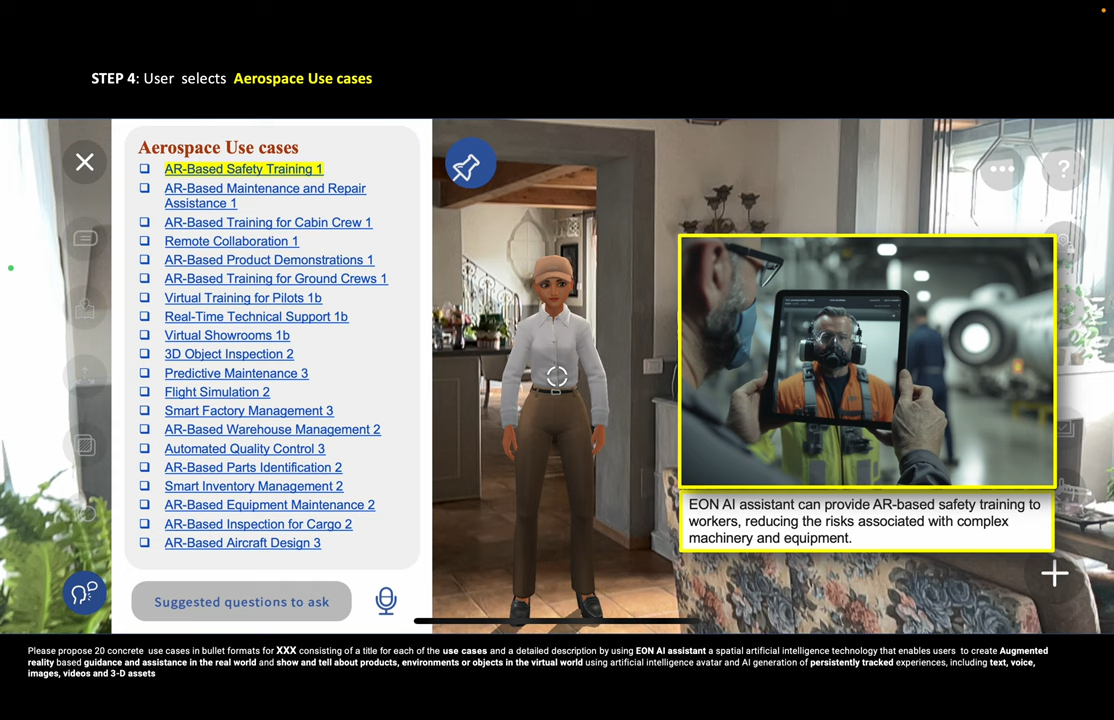 STEP 4: User selects Aerospace Use cases
Aerospace Use cases
AR-Based Safety Training 1
AR-Based Maintenance and Repair
Assistance 1
AR-Based Training for Cabin Crew 1
Remote Collaboration 1
AR-Based Product Demonstrations 1
AR-Based Training for Ground Crews 1
Virtual Training for Pilots 1b
Real-Time Technical Support 1b
Virtual Showrooms 1b
3D Object Inspection 2
Predictive Maintenance 3
Flight Simulation 2
Smart Factory Management 3
AR-Based Warehouse Management 2
Automated Quality Control 3
AR-Based Parts Identification 2
Smart Inventory Management 2
AR-Based Equipment Maintenance 2
AR-Based Inspection for Cargo 2
AR-Based Aircraft Design 3
Suggested questions to ask
?
EON AI assistant can provide AR-based safety training to
workers, reducing the risks associated with complex
machinery and equipment.
Please propose 20 concrete use cases in bullet formats for XXX consisting of a title for each of the use cases and a detailed description by using EON AI assistant a spatial artificial intelligence technology that enables users to create Augmented
reality based guidance and assistance in the real world and show and tell about products, environments or objects in the virtual world using artificial intelligence avatar and AI generation of persistently tracked experiences, including text, voice,
images, videos and 3-D assets